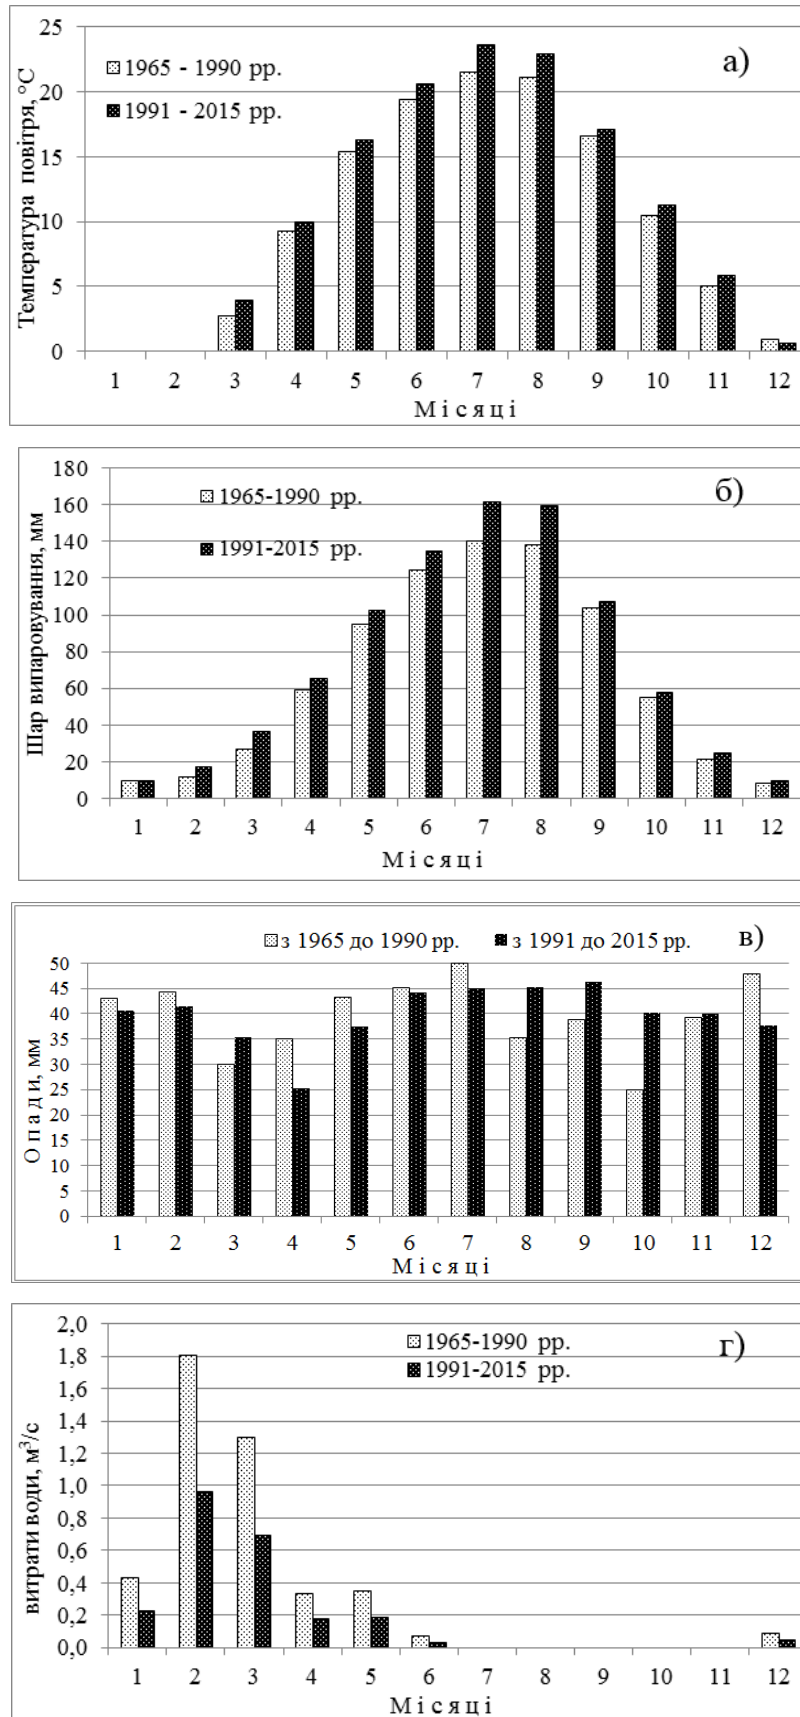 а)
1965 - 1990 рр.
1991 - 2015 рр.
Температура повітря, °С
25
20
15
10
5
0
1 2 3 4 5 6 7 8 9 10 11 12
Місяці
б)
1965-1990 рр.
1991-2015 рр.
Шар випаровування, мм
180
160
140
120
100
80
60
40
20
0
1 2 3 4 5 6 7 8 9 10 11 12
Місяці
з 1965 до 1990 рр. з 1991 до 2015 рр. в)
Опади, мм
50
45
40
35
30
25
20
15
10
5
0
1 2 3 4 5 6 7 8 9 10 11 12
Місяці
г)
1965-1990 рр.
1991-2015 рр.
витрати води, м³/с
2,0
1,8
1,6
1,4
1,2
1,0
0,8
0,6
0,4
0,2
0,0
1 2 3 4 5 6 7 8 9 10 11 12
Місяці